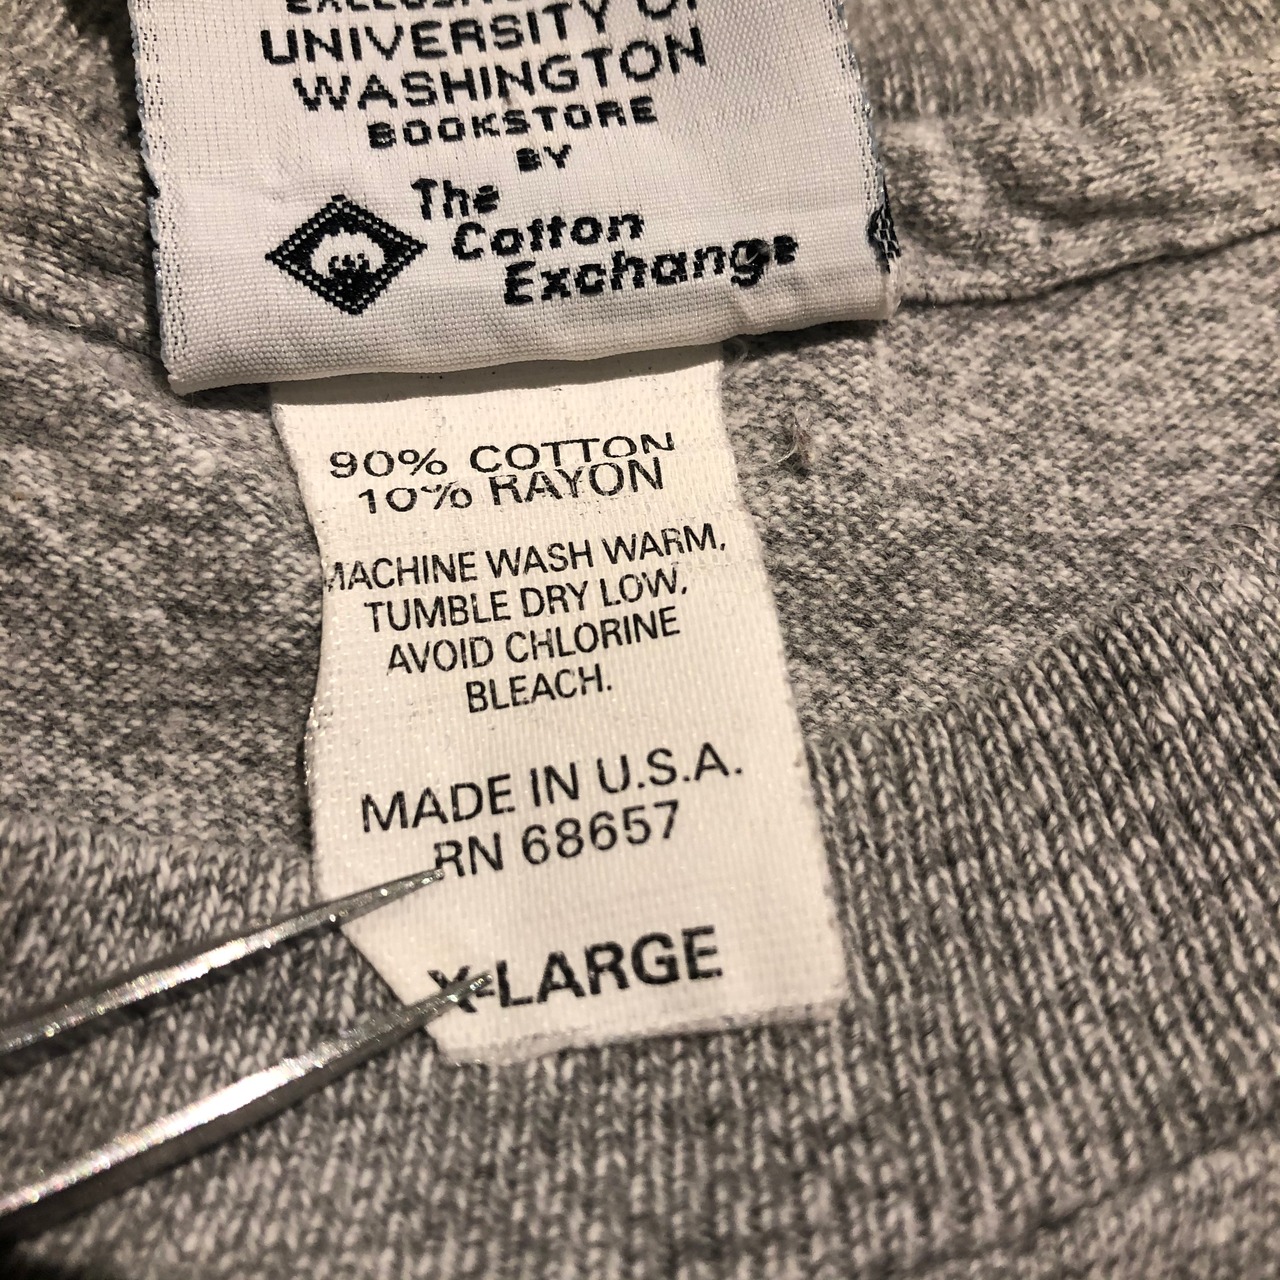 UNIVERSITY OF
WASHINGTON
BOOKSTORE
BY
The
Cotton
Exchange
90% COTTON
10% RAYON
MACHINE WASH WARM,
TUMBLE DRY LOW,
AVOID CHLORINE
BLEACH.
MADE IN U.S.A.
RN 68657
X-LARGE